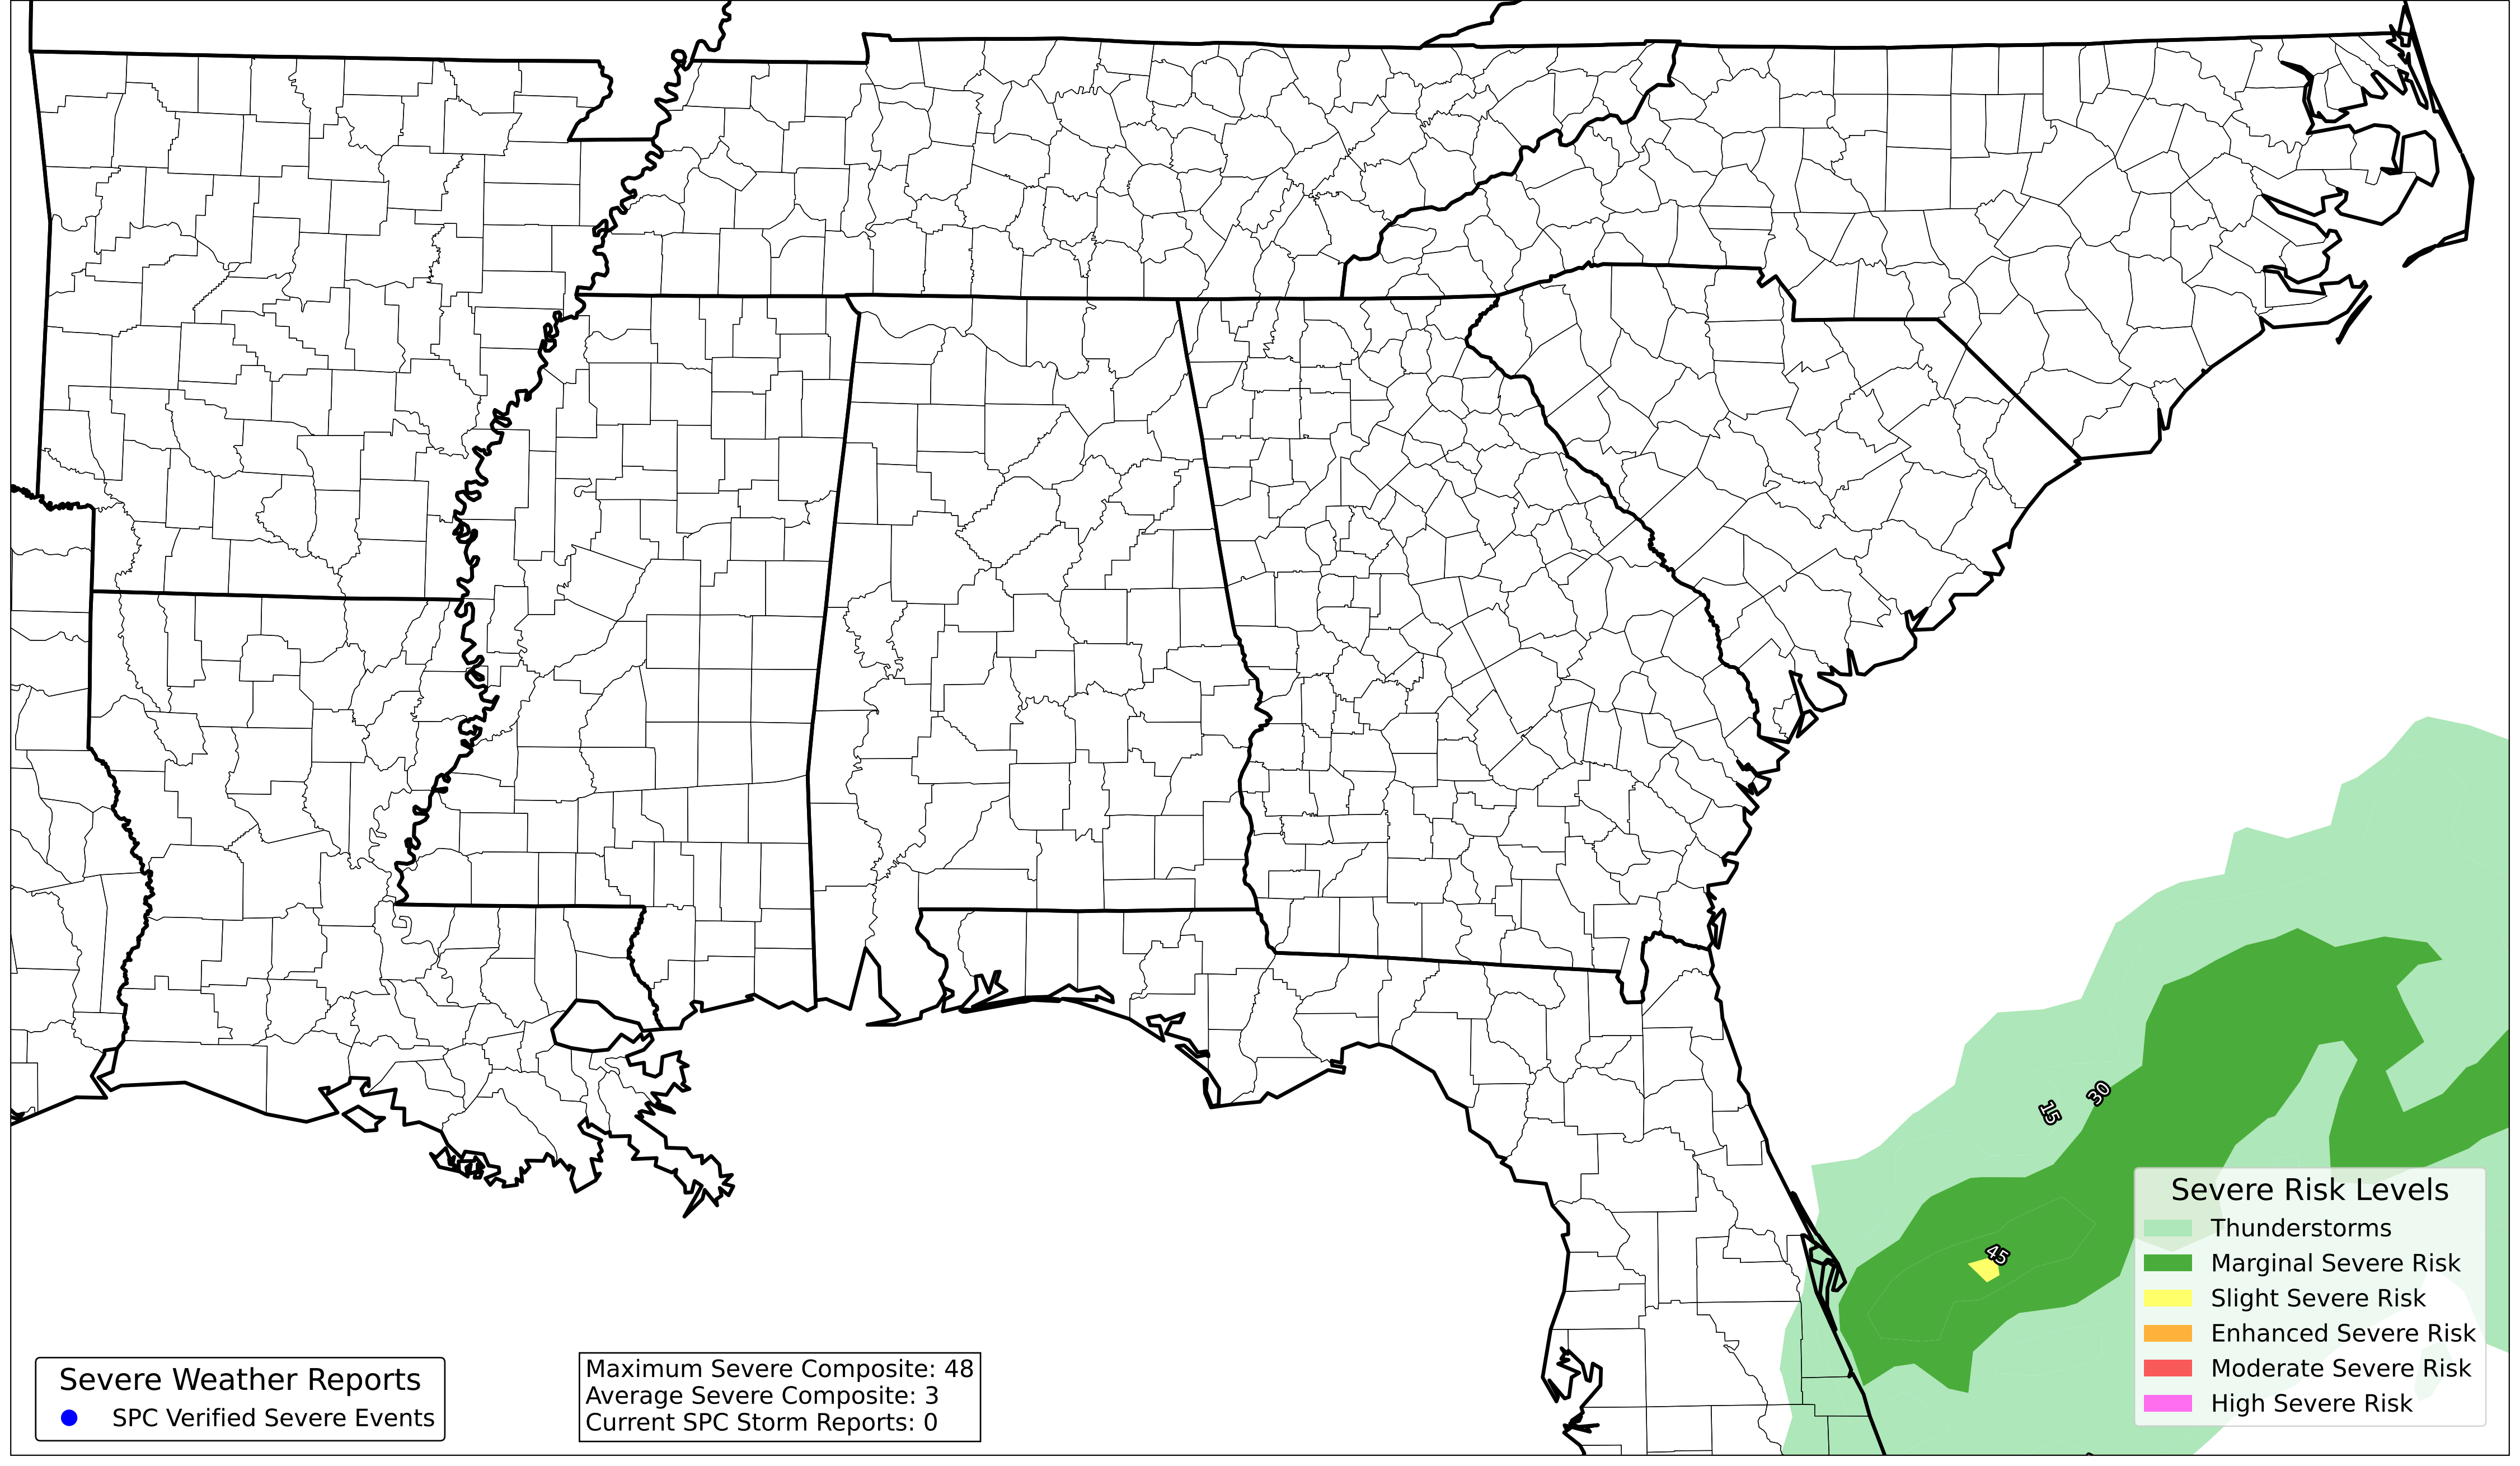 15
30
45
Severe Risk Levels
Thunderstorms
Marginal Severe Risk
Slight Severe Risk
Enhanced Severe Risk
Moderate Severe Risk
High Severe Risk
Severe Weather Reports
SPC Verified Severe Events
Maximum Severe Composite: 48
Average Severe Composite: 3
Current SPC Storm Reports: 0